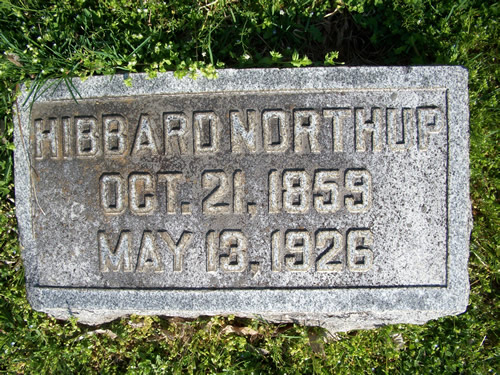 HIBBARD NORTHUP
OCT. 21, 1859
MAY 13, 1926